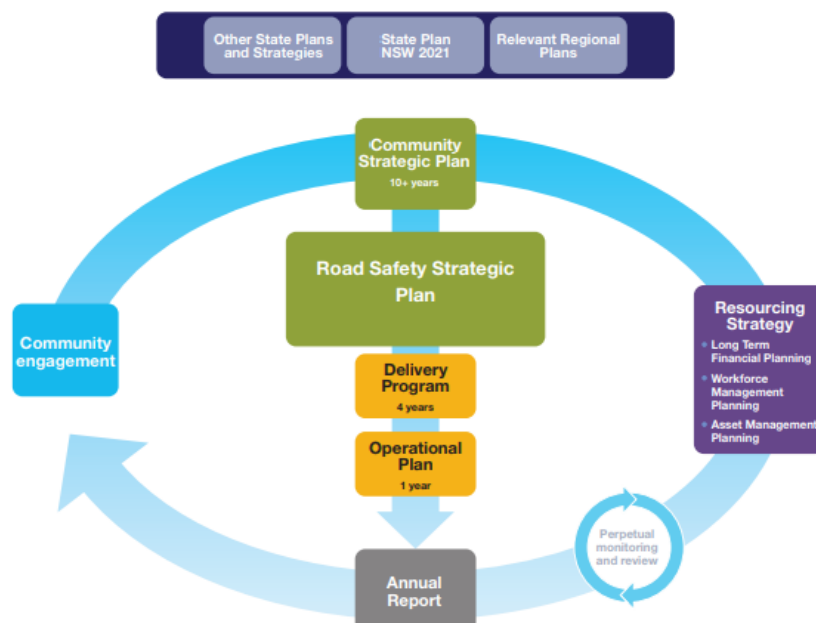 Other State Plans
and Strategies
State Plan
NSW 2021
Relevant Regional
Plans
Community
Strategic Plan
10+ years
Road Safety Strategic
Plan
Community
engagement
Resourcing
Strategy
• Long Term
Financial Planning
• Workforce
Management
Planning
• Asset Management
Planning
Delivery
Program
4 years
Operational
Plan
1 year
Perpetual
monitoring
and review
Annual
Report